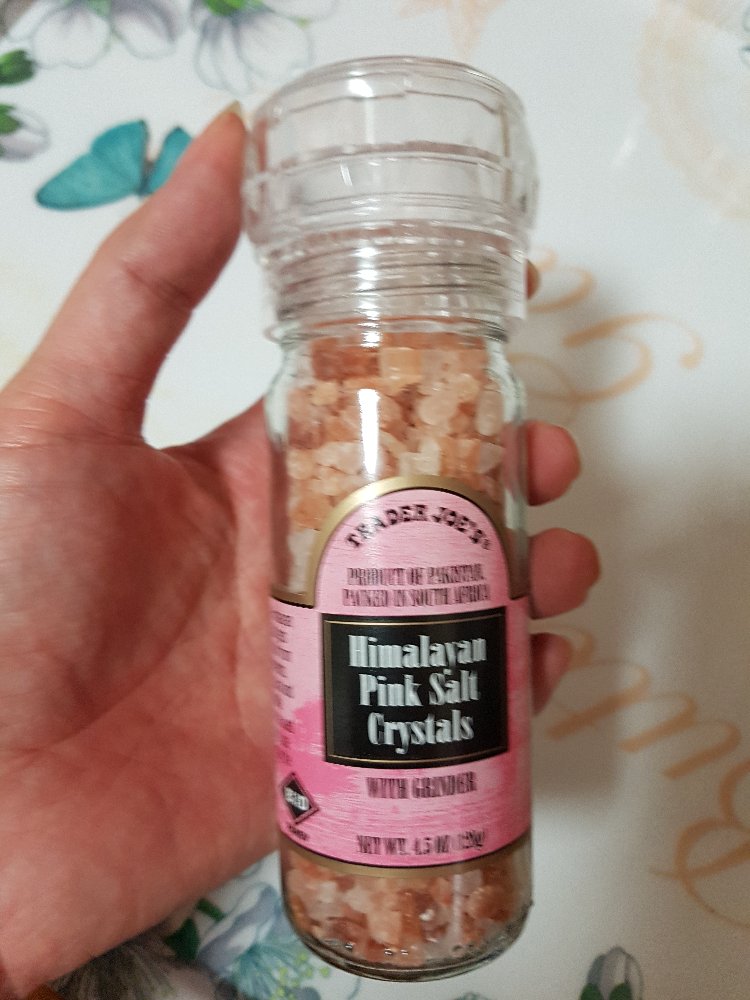 TRADER JOE'S
PRODUCT OF PAKISTAN.
PACKED IN SOUTH AFRICA
Himalayan
Pink Salt
Crystals
WITH GRINDER
NET WT. 4.5 OZ (128g)